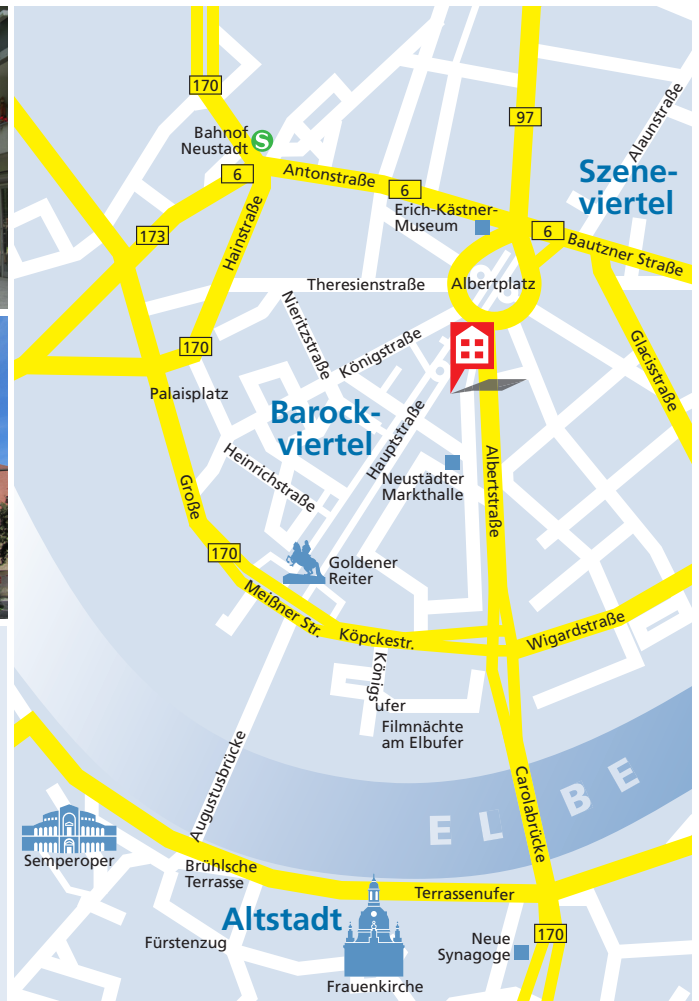 170
Bahnof
Neustadt
S
97
Alaunstraße
Szene-
viertel
6
Antonstraße
6
Erich-Kästner-
Museum
6
Bautzner Straße
173
Hainstraße
Theresienstraße
Albertplatz
Nieritzstraße
Königstraße
Glacisstraße
170
Palaisplatz
Barock-
viertel
Hauptstraße
Heinrichstraße
Neustädter
Markthalle
Albertstraße
Große
170
Goldener
Reiter
Meißner Str.
Köpckestr.
Wigardstraße
Königs
ufer
Filmnächte
am Elbufer
Augustusbrücke
Carolabrücke
ELBE
Semperoper
Brühlsche
Terrasse
Terrassenufer
Altstadt
Fürstenzug
Neue
Synagoge
170
Frauenkirche